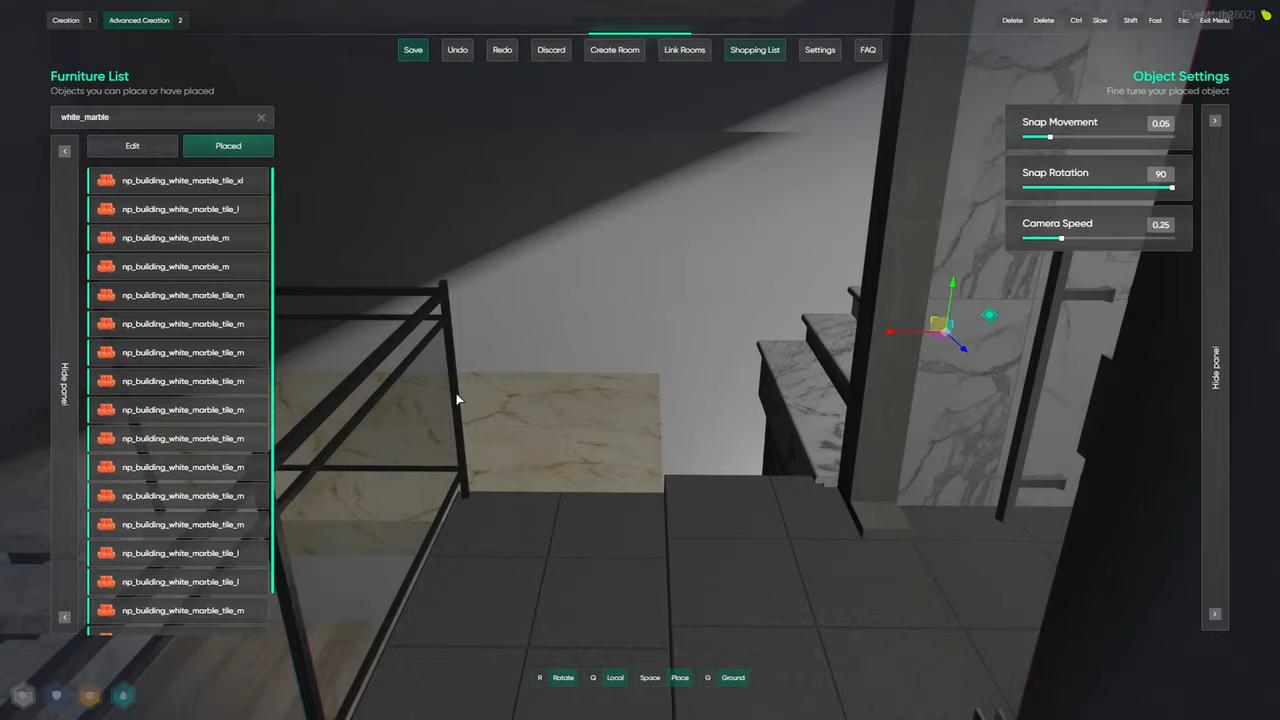 Creation 1 Advanced Creation 2
Delete Delete Ctrl Slow Shift Fast Esc Exit Menu
FiveM® (b2802)
Save Undo Redo Discard Create Room Link Rooms Shopping List Settings FAQ
Furniture List
Objects you can place or have placed
white_marble
Edit Placed
Hide panel
np_building_white_marble_tile_xl
np_building_white_marble_tile_l
np_building_white_marble_m
np_building_white_marble_m
np_building_white_marble_tile_m
np_building_white_marble_tile_m
np_building_white_marble_tile_m
np_building_white_marble_tile_m
np_building_white_marble_tile_m
np_building_white_marble_tile_m
np_building_white_marble_tile_m
np_building_white_marble_tile_m
np_building_white_marble_tile_m
np_building_white_marble_tile_l
np_building_white_marble_tile_l
np_building_white_marble_tile_m
Object Settings
Fine tune your placed object
Snap Movement 0.05
Snap Rotation 90
Camera Speed 0.25
Hide panel
R Rotate Q Local Space Place G Ground